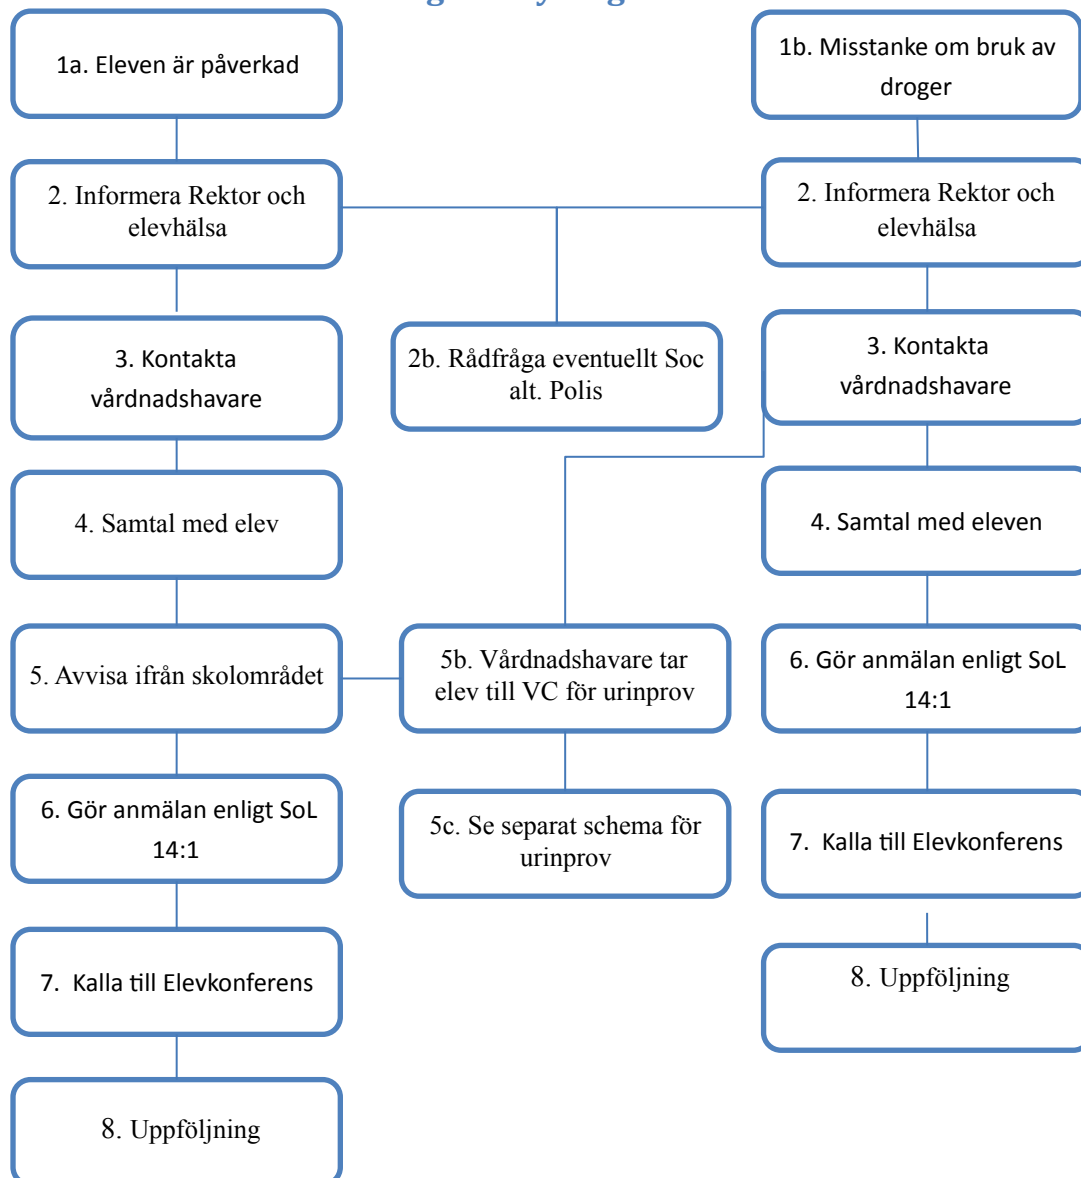 1a. Eleven är påverkad
1b. Misstanke om bruk av
droger
2. Informera Rektor och
elevhälsa
2. Informera Rektor och
elevhälsa
3. Kontakta
vårdnadshavare
2b. Rådfråga eventuellt Soc
alt. Polis
3. Kontakta
vårdnadshavare
4. Samtal med elev
4. Samtal med eleven
5. Avvisa ifrån skolområdet
5b. Vårdnadshavare tar
elev till VC för urinprov
6. Gör anmälan enligt SoL
14:1
6. Gör anmälan enligt SoL
14:1
5c. Se separat schema för
urinprov
7. Kalla till Elevkonferens
7. Kalla till Elevkonferens
8. Uppföljning
8. Uppföljning